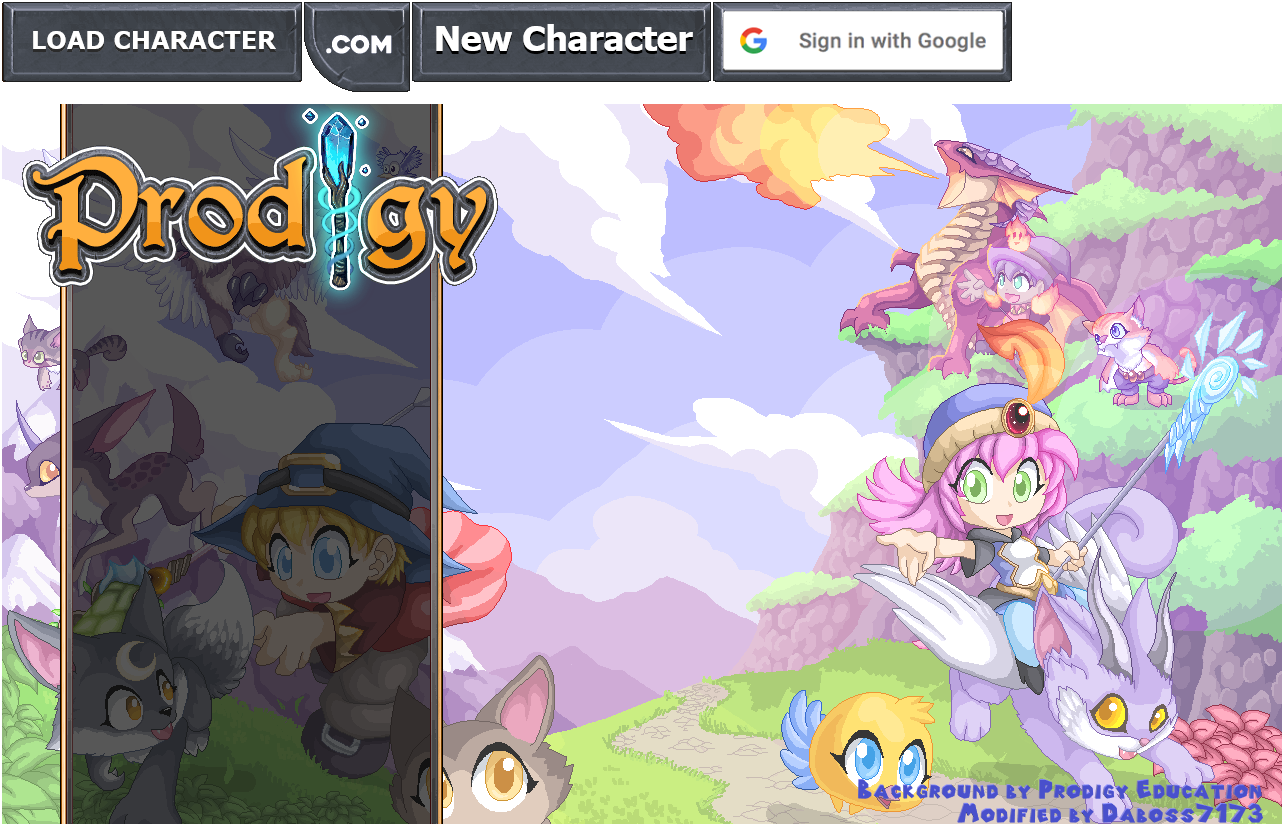 LOAD CHARACTER
.COM
New Character
Sign in with Google
Prodigy
Background by Prodigy Education
Modified by Daboss7173